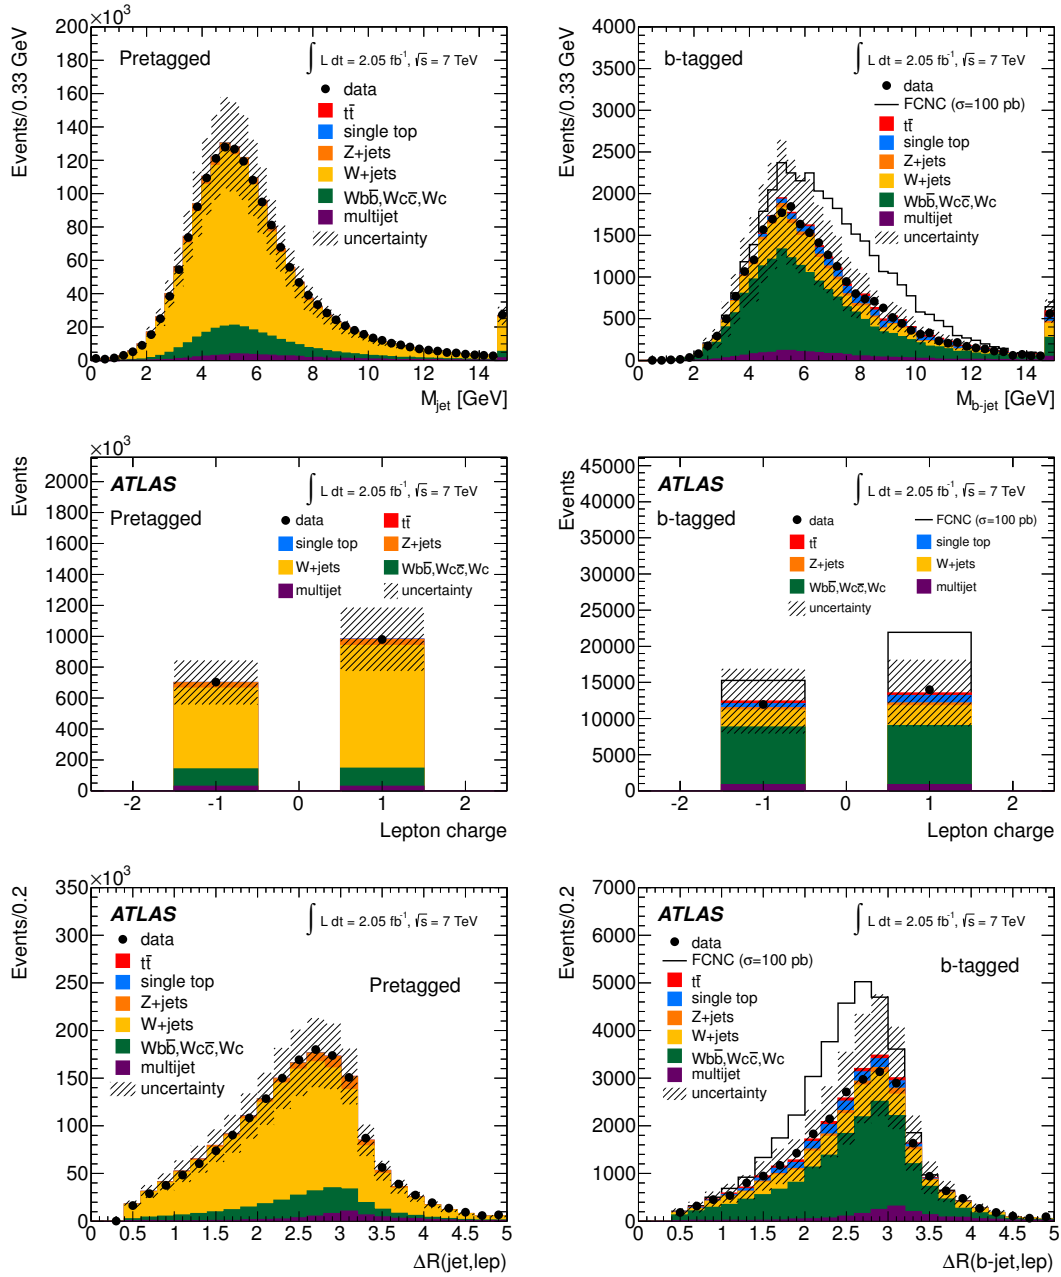 ×10³
Events/0.33 GeV
200
180
160
140
120
100
80
60
40
20
0
Pretagged
∫ L dt = 2.05 fb⁻¹, √s = 7 TeV
data
tt̄
single top
Z+jets
W+jets
Wbb̄,Wcc̄,Wc
multijet
uncertainty
0 2 4 6 8 10 12 14
M_jet [GeV]
Events/0.33 GeV
4000
3500
3000
2500
2000
1500
1000
500
0
b-tagged
∫ L dt = 2.05 fb⁻¹, √s = 7 TeV
data
FCNC (σ=100 pb)
tt̄
single top
Z+jets
W+jets
Wbb̄,Wcc̄,Wc
multijet
uncertainty
0 2 4 6 8 10 12 14
M_b-jet [GeV]
×10³
Events
2000
1800
1600
1400
1200
1000
800
600
400
200
0
ATLAS
∫ L dt = 2.05 fb⁻¹, √s = 7 TeV
Pretagged
data tt̄
single top Z+jets
W+jets Wbb̄,Wcc̄,Wc
multijet uncertainty
-2 -1 0 1 2
Lepton charge
Events
45000
40000
35000
30000
25000
20000
15000
10000
5000
0
ATLAS
∫ L dt = 2.05 fb⁻¹, √s = 7 TeV
b-tagged
data FCNC (σ=100 pb)
tt̄ single top
Z+jets W+jets
Wbb̄,Wcc̄,Wc multijet
uncertainty
-2 -1 0 1 2
Lepton charge
×10³
Events/0.2
350
300
250
200
150
100
50
0
ATLAS
∫ L dt = 2.05 fb⁻¹, √s = 7 TeV
data
tt̄
single top
Z+jets
W+jets
Wbb̄,Wcc̄,Wc
multijet
uncertainty
Pretagged
0 0.5 1 1.5 2 2.5 3 3.5 4 4.5 5
ΔR(jet,lep)
Events/0.2
7000
6000
5000
4000
3000
2000
1000
0
ATLAS
∫ L dt = 2.05 fb⁻¹, √s = 7 TeV
data
FCNC (σ=100 pb)
tt̄
single top
Z+jets
W+jets
Wbb̄,Wcc̄,Wc
multijet
uncertainty
b-tagged
0 0.5 1 1.5 2 2.5 3 3.5 4 4.5 5
ΔR(b-jet,lep)